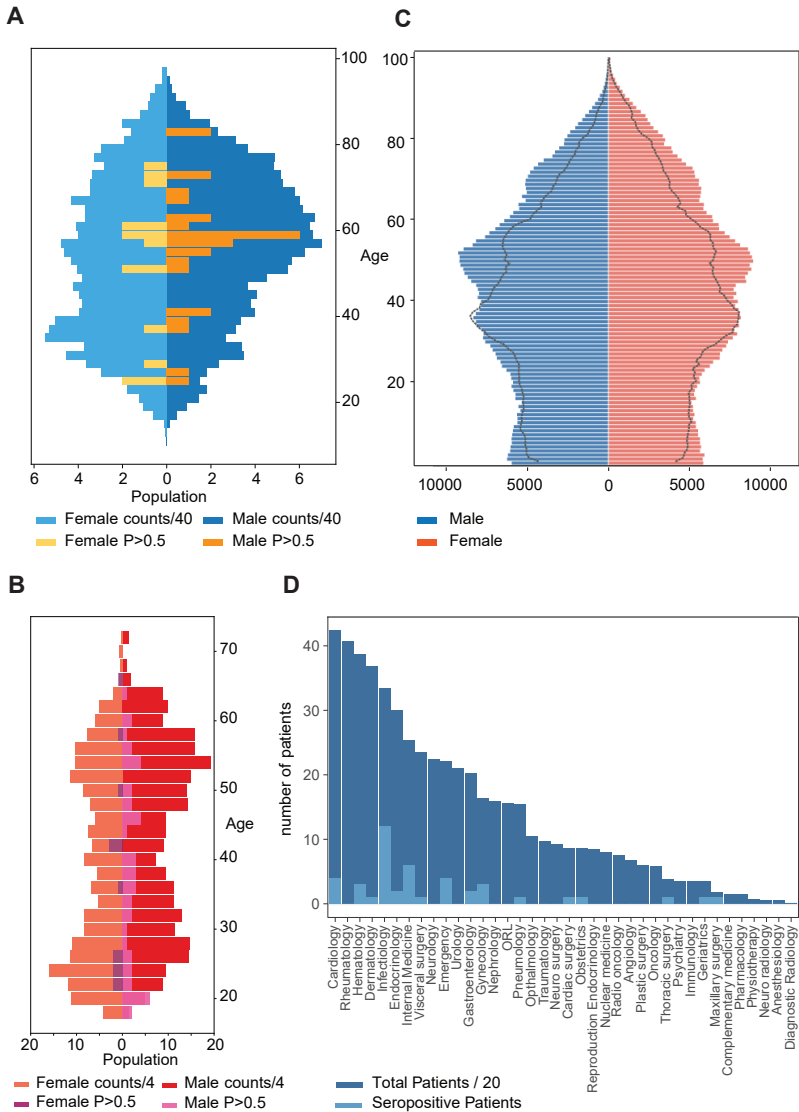 A
100
80
60
Age
40
20
6 4 2 0 2 4 6
Population
Female counts/40 Male counts/40
Female P>0.5 Male P>0.5
C
100
80
60
40
20
0
10000 5000 0 5000 10000
Male
Female
B
70
60
50
Age
40
30
20
20 10 0 10 20
Population
Female counts/4 Male counts/4
Female P>0.5 Male P>0.5
D
number of patients
40
30
20
10
0
Cardiology
Rheumatology
Hematology
Dermatology
Infectiology
Endocrinology
Internal Medicine
Visceral surgery
Neurology
Emergency
Urology
Gastroenterology
Gynecology
Nephrology
ORL
Pneumology
Opthalmology
Traumatology
Neuro surgery
Cardiac surgery
Obstetrics
Reproduction Endocrinology
Nuclear medicine
Radio oncology
Angiology
Plastic surgery
Oncology
Thoracic surgery
Psychiatry
Immunology
Geriatrics
Maxillary surgery
Complementary medicine
Pharmacology
Physiotherapy
Neuro radiology
Anesthesiology
Diagnostic Radiology
Total Patients / 20
Seropositive Patients